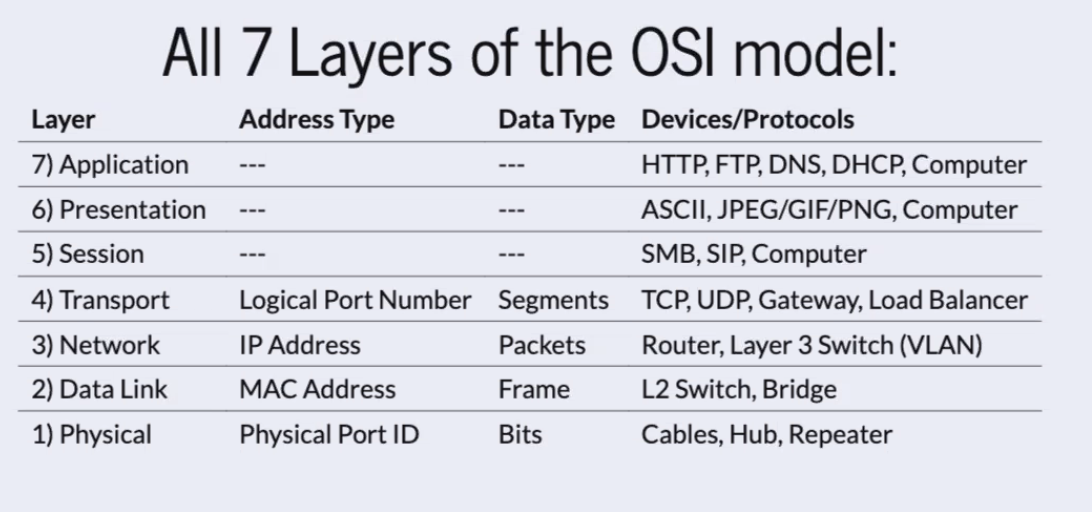 All 7 Layers of the OSI model:
Layer Address Type Data Type Devices/Protocols
7) Application --- --- HTTP, FTP, DNS, DHCP, Computer
6) Presentation --- --- ASCII, JPEG/GIF/PNG, Computer
5) Session --- --- SMB, SIP, Computer
4) Transport Logical Port Number Segments TCP, UDP, Gateway, Load Balancer
3) Network IP Address Packets Router, Layer 3 Switch (VLAN)
2) Data Link MAC Address Frame L2 Switch, Bridge
1) Physical Physical Port ID Bits Cables, Hub, Repeater